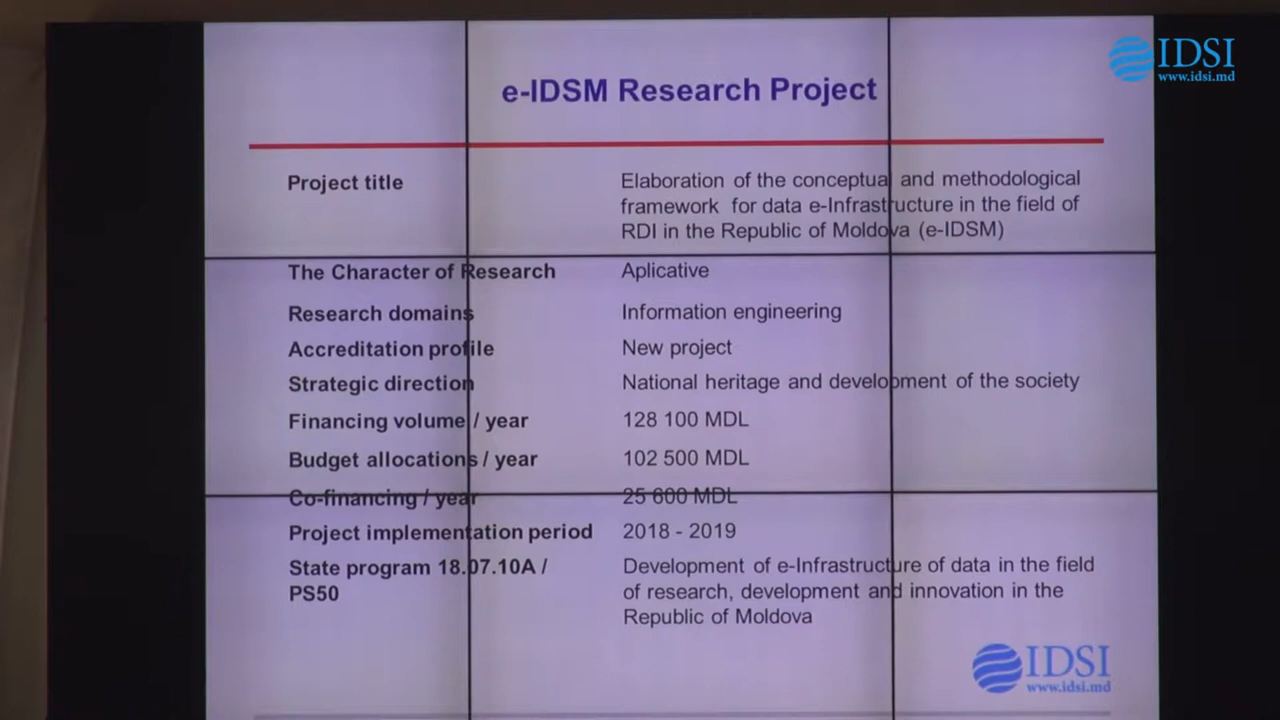 IDSI
www.idsi.md
e-IDSM Research Project
Project title
Elaboration of the conceptual and methodological
framework for data e-Infrastructure in the field of
RDI in the Republic of Moldova (e-IDSM)
The Character of Research
Aplicative
Research domains
Information engineering
Accreditation profile
New project
Strategic direction
National heritage and development of the society
Financing volume / year
128 100 MDL
Budget allocations / year
102 500 MDL
Co-financing / year
25 600 MDL
Project implementation period
2018 - 2019
State program 18.07.10A /
PS50
Development of e-Infrastructure of data in the field
of research, development and innovation in the
Republic of Moldova
IDSI
www.idsi.md